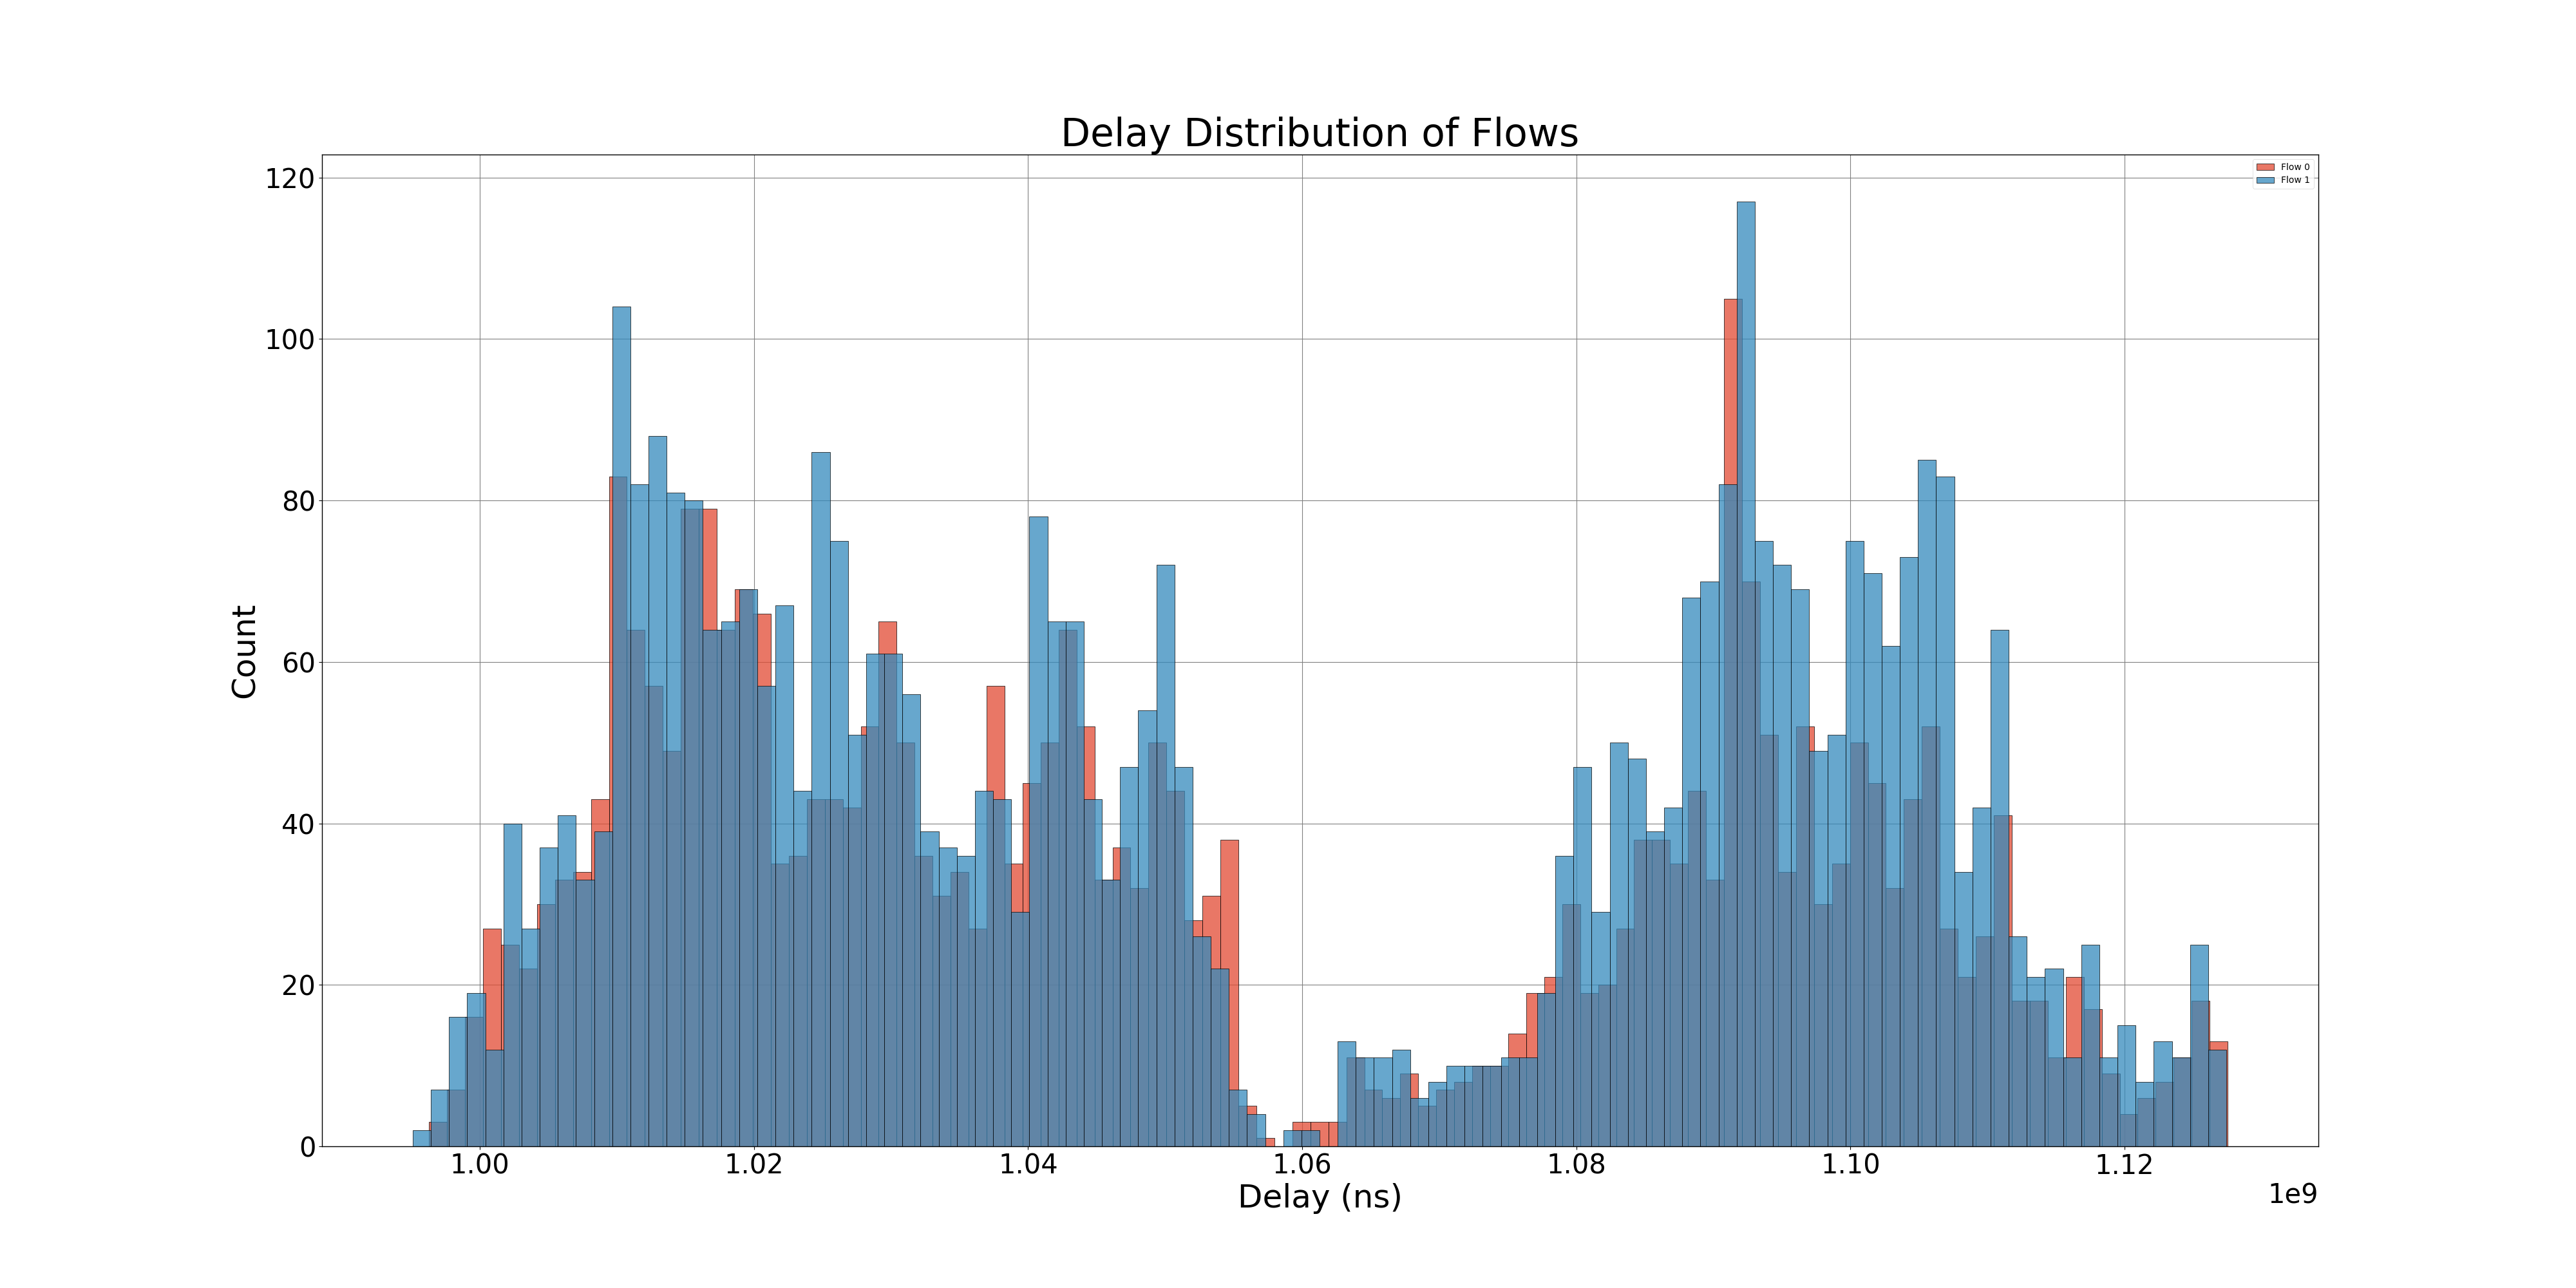 Delay Distribution of Flows
Flow 0
Flow 1
120
100
80
60
40
20
0
Count
1.00 1.02 1.04 1.06 1.08 1.10 1.12
Delay (ns)
1e9